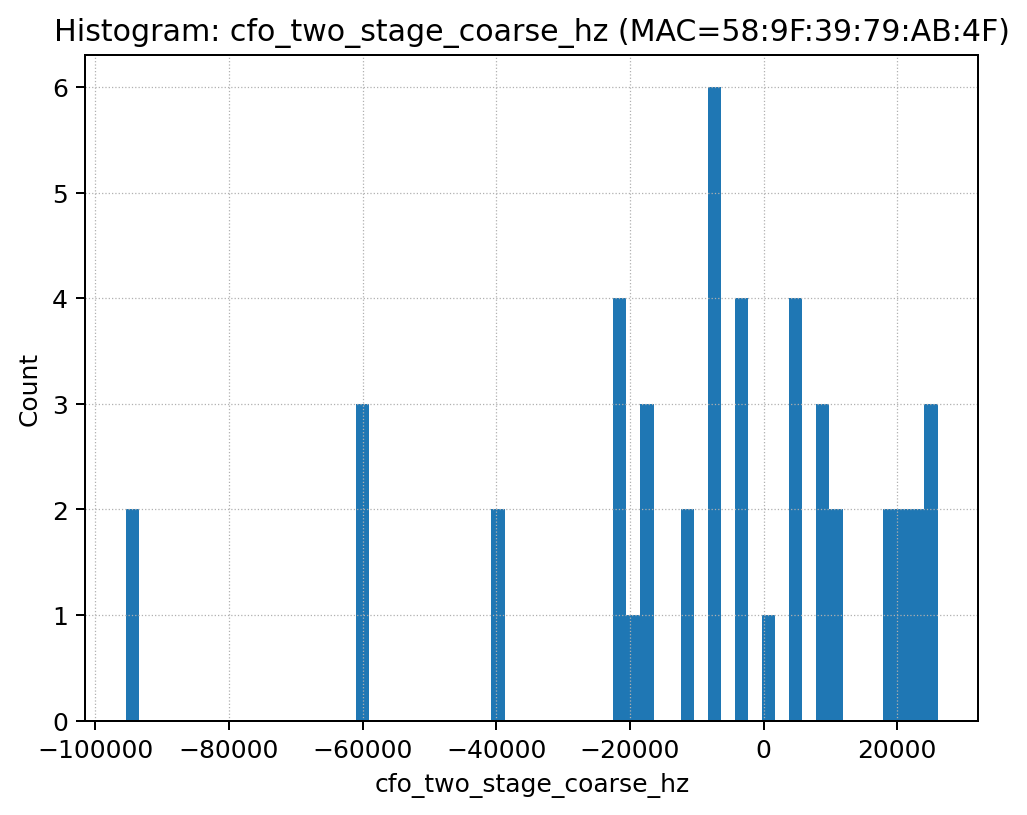 Histogram: cfo_two_stage_coarse_hz (MAC=58:9F:39:79:AB:4F)
6
5
4
3
2
1
0
Count
−100000 −80000 −60000 −40000 −20000 0 20000
cfo_two_stage_coarse_hz